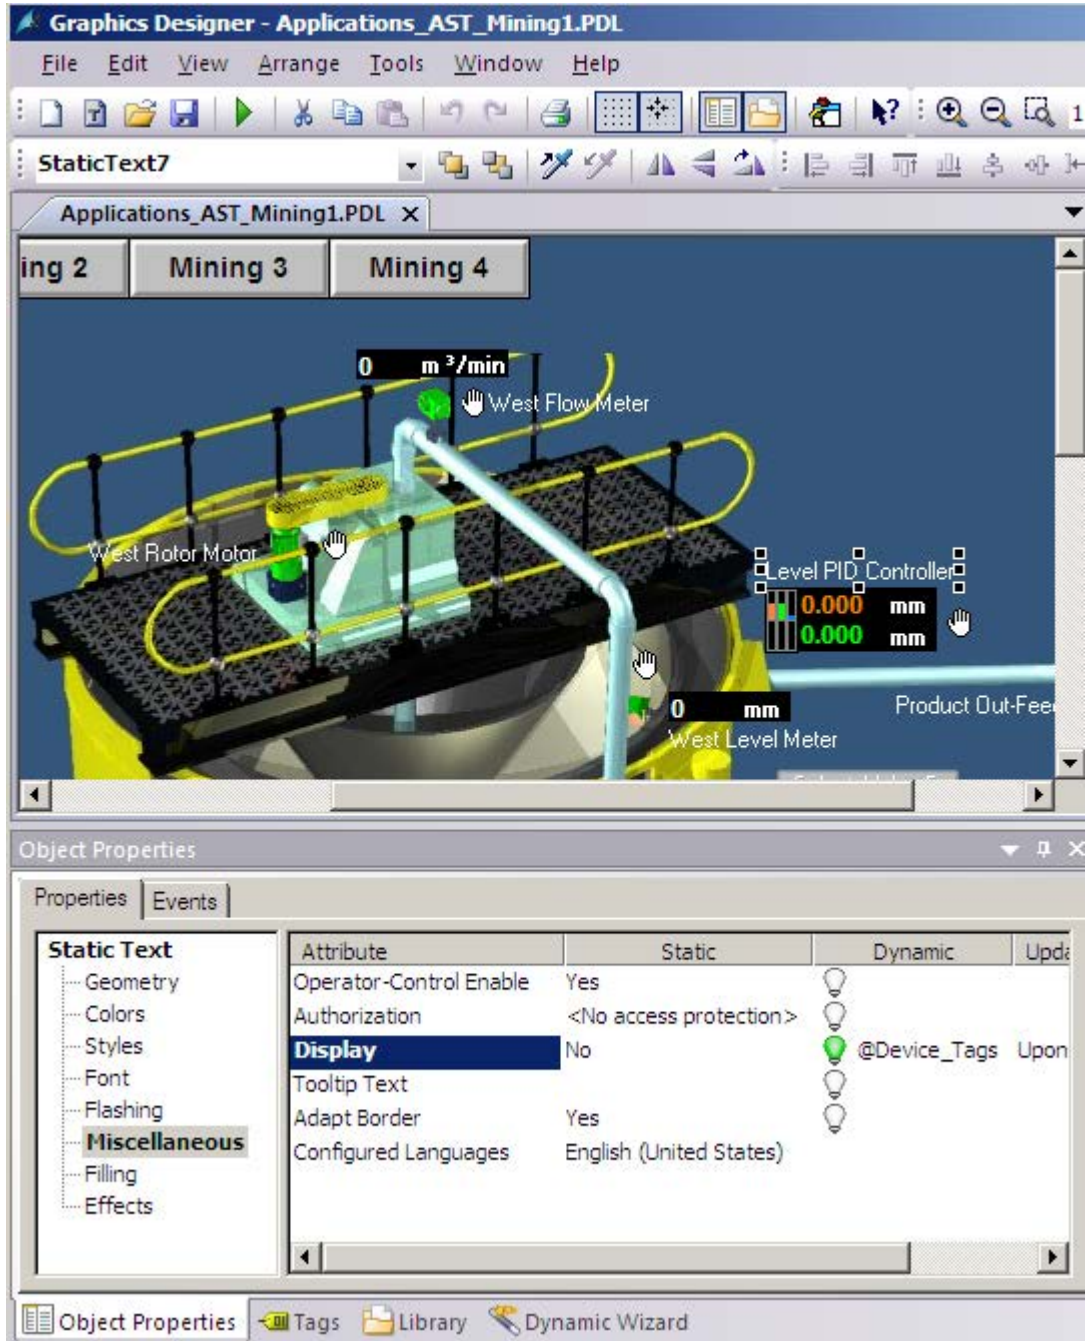 Graphics Designer - Applications_AST_Mining1.PDL
File Edit View Arrange Tools Window Help
1
StaticText7
Applications_AST_Mining1.PDL
ing 2 Mining 3 Mining 4
0 m³/min
West Flow Meter
West Rotor Motor
Level PID Controller
0.000 mm
0.000 mm
Product Out-Fee
0 mm
West Level Meter
Object Properties
Properties Events
Static Text
Geometry
Colors
Styles
Font
Flashing
Miscellaneous
Filling
Effects
Attribute Static Dynamic Upda
Operator-Control Enable Yes
Authorization <No access protection>
Display No @Device_Tags Upon
Tooltip Text
Adapt Border Yes
Configured Languages English (United States)
Object Properties Tags Library Dynamic Wizard